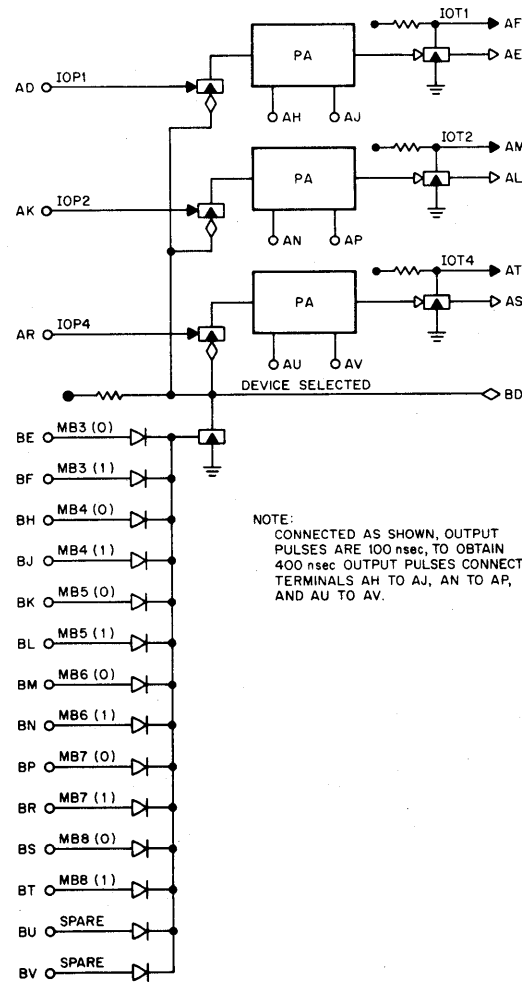 IOT1 AF
PA AE
AD IOP1
AH AJ
IOT2 AM
PA AL
AK IOP2
AN AP
IOT4 AT
PA AS
AR IOP4
AU AV
DEVICE SELECTED BD
BE MB3 (0)
BF MB3 (1)
BH MB4 (0)
BJ MB4 (1)
BK MB5 (0)
BL MB5 (1)
BM MB6 (0)
BN MB6 (1)
BP MB7 (0)
BR MB7 (1)
BS MB8 (0)
BT MB8 (1)
BU SPARE
BV SPARE
NOTE:
CONNECTED AS SHOWN, OUTPUT
PULSES ARE 100 nsec, TO OBTAIN
400 nsec OUTPUT PULSES CONNECT
TERMINALS AH TO AJ, AN TO AP,
AND AU TO AV.